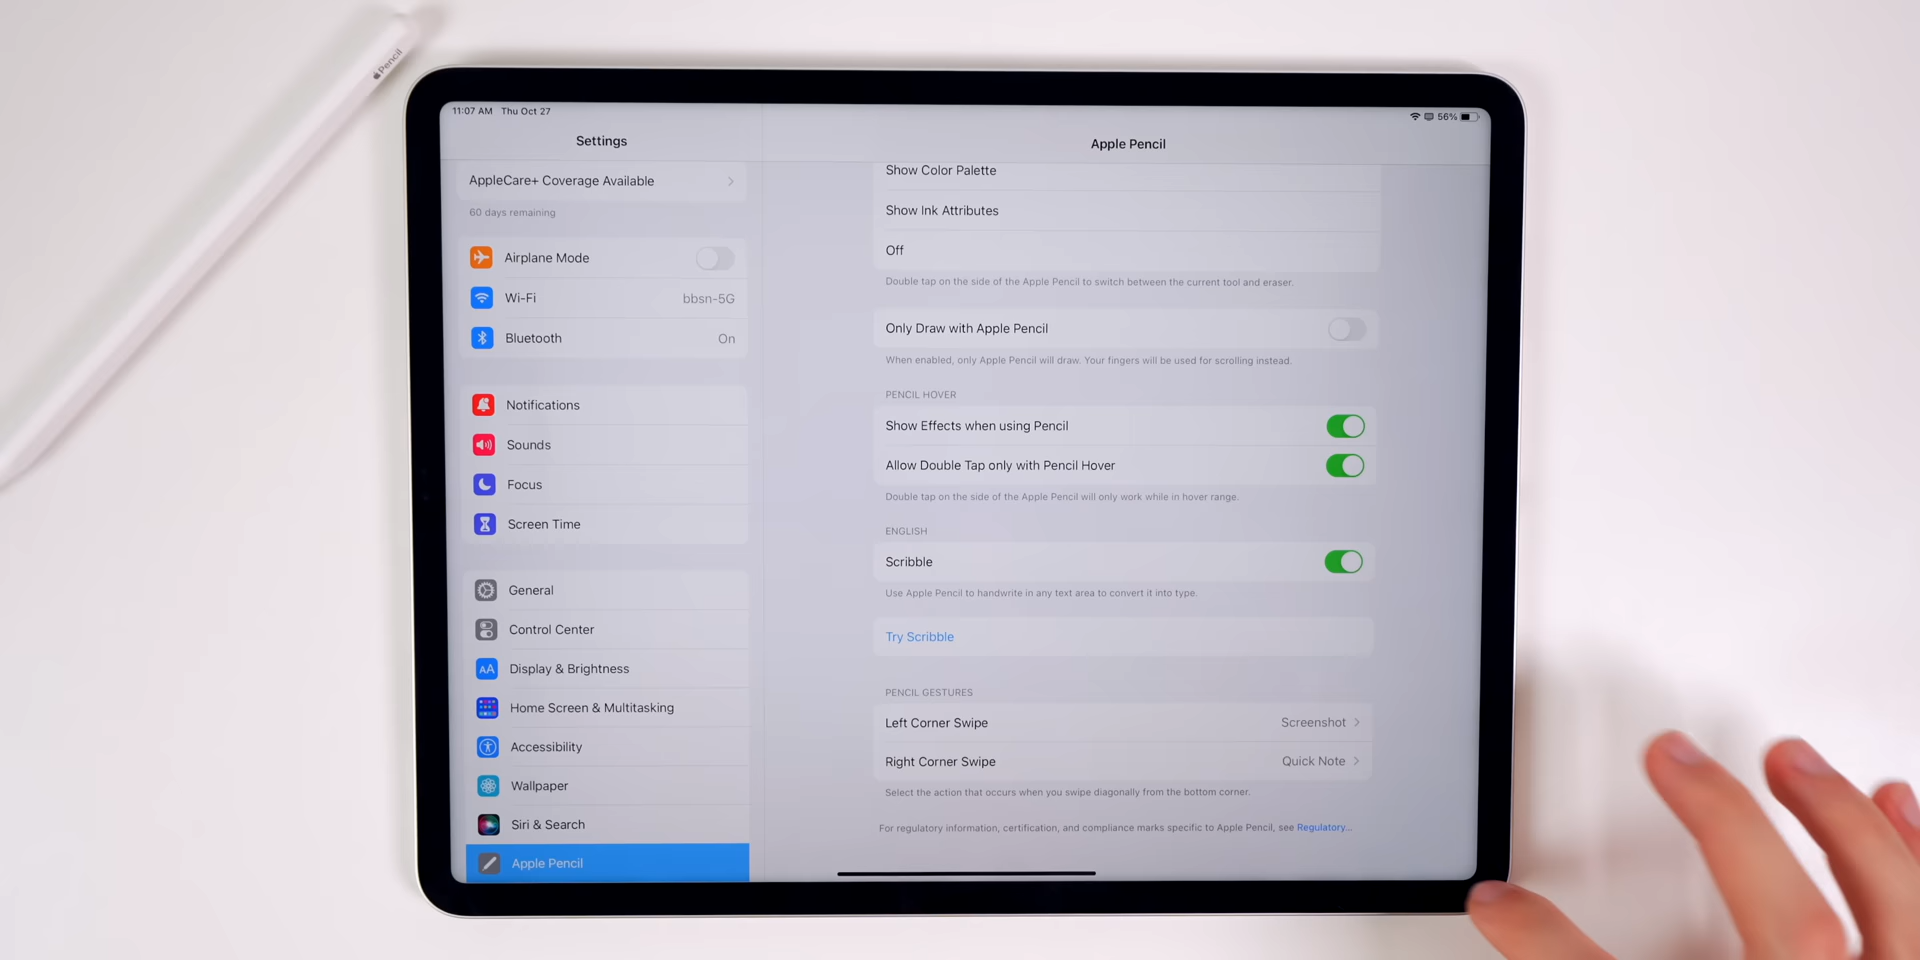 Pencil
11:07 AM Thu Oct 27
56%
Settings
AppleCare+ Coverage Available
60 days remaining
Airplane Mode
Wi-Fi bbsn-5G
Bluetooth On
Notifications
Sounds
Focus
Screen Time
General
Control Center
AA Display & Brightness
Home Screen & Multitasking
Accessibility
Wallpaper
Siri & Search
Apple Pencil
Apple Pencil
Show Color Palette
Show Ink Attributes
Off
Double tap on the side of the Apple Pencil to switch between the current tool and eraser.
Only Draw with Apple Pencil
When enabled, only Apple Pencil will draw. Your fingers will be used for scrolling instead.
PENCIL HOVER
Show Effects when using Pencil
Allow Double Tap only with Pencil Hover
Double tap on the side of the Apple Pencil will only work while in hover range.
ENGLISH
Scribble
Use Apple Pencil to handwrite in any text area to convert it into type.
Try Scribble
PENCIL GESTURES
Left Corner Swipe Screenshot
Right Corner Swipe Quick Note
Select the action that occurs when you swipe diagonally from the bottom corner.
For regulatory information, certification, and compliance marks specific to Apple Pencil, see Regulatory...